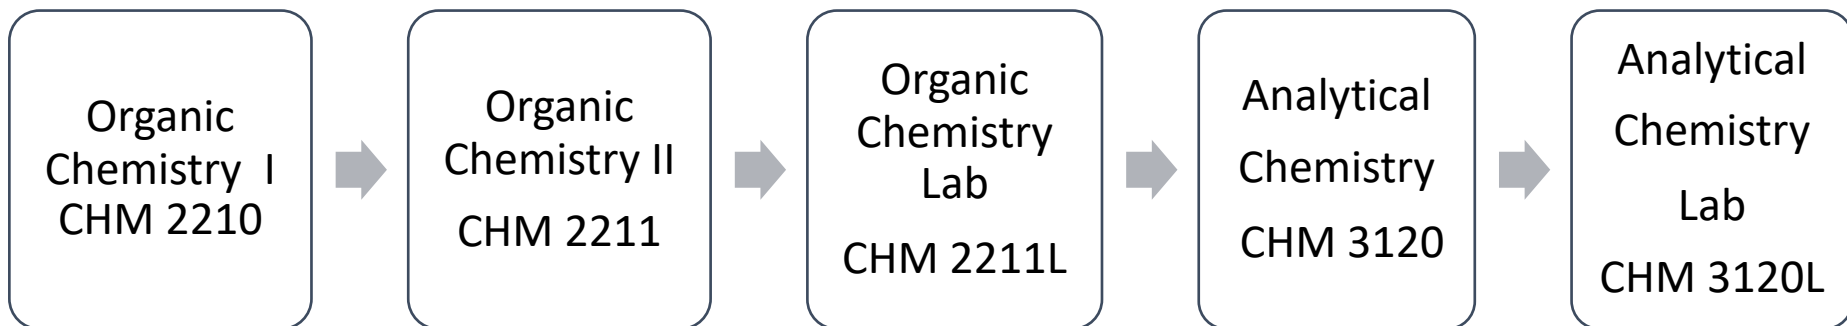 Organic
Chemistry I
CHM 2210
Organic
Chemistry II
CHM 2211
Organic
Chemistry
Lab
CHM 2211L
Analytical
Chemistry
CHM 3120
Analytical
Chemistry
Lab
CHM 3120L